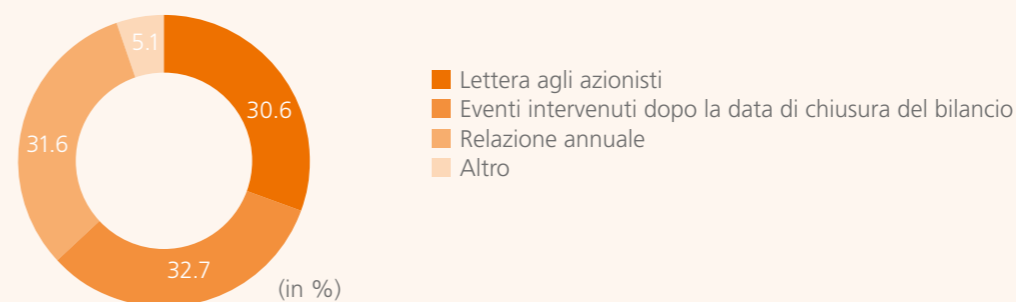 5.1
30.6
31.6
32.7
(in %)
Lettera agli azionisti
Eventi intervenuti dopo la data di chiusura del bilancio
Relazione annuale
Altro